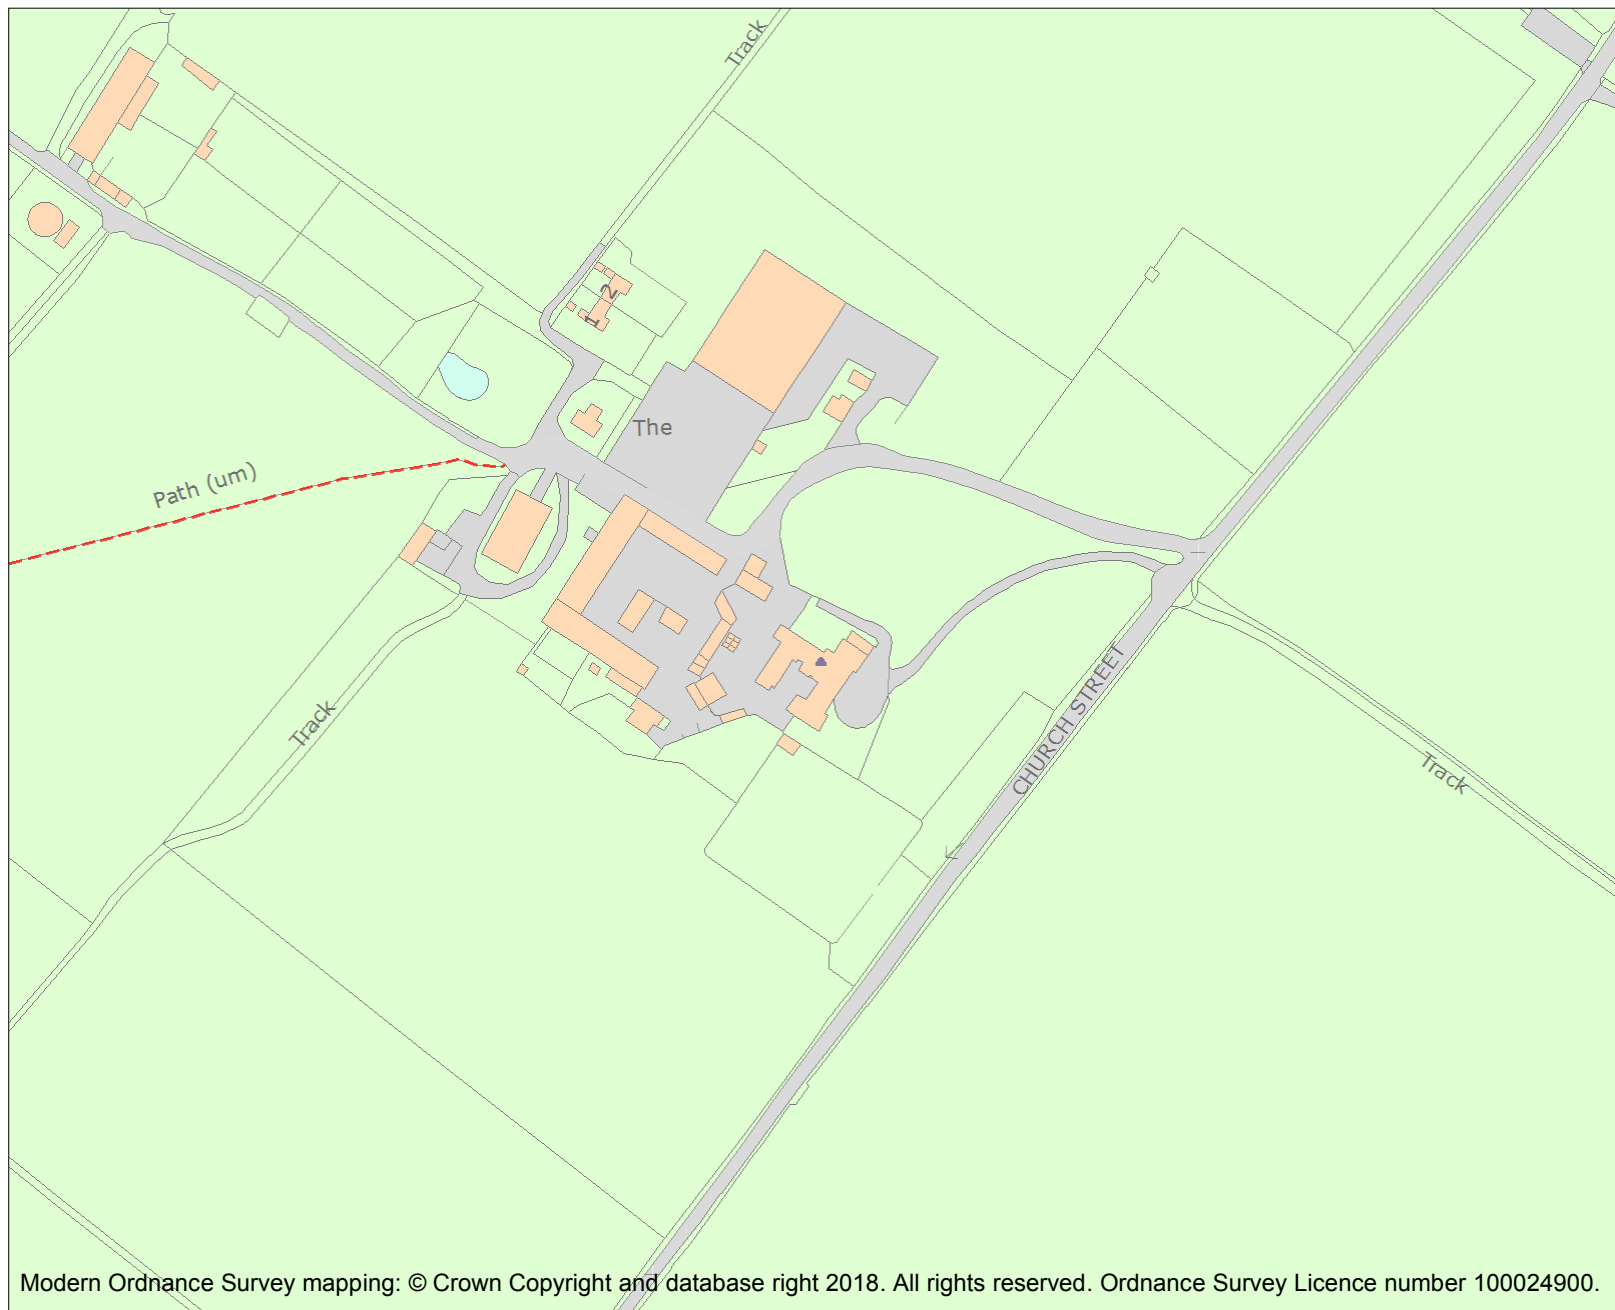 Track
2
1
The
Path (um)
Track
CHURCH STREET
Track
Modern Ordnance Survey mapping: © Crown Copyright and database right 2018. All rights reserved. Ordnance Survey Licence number 100024900.